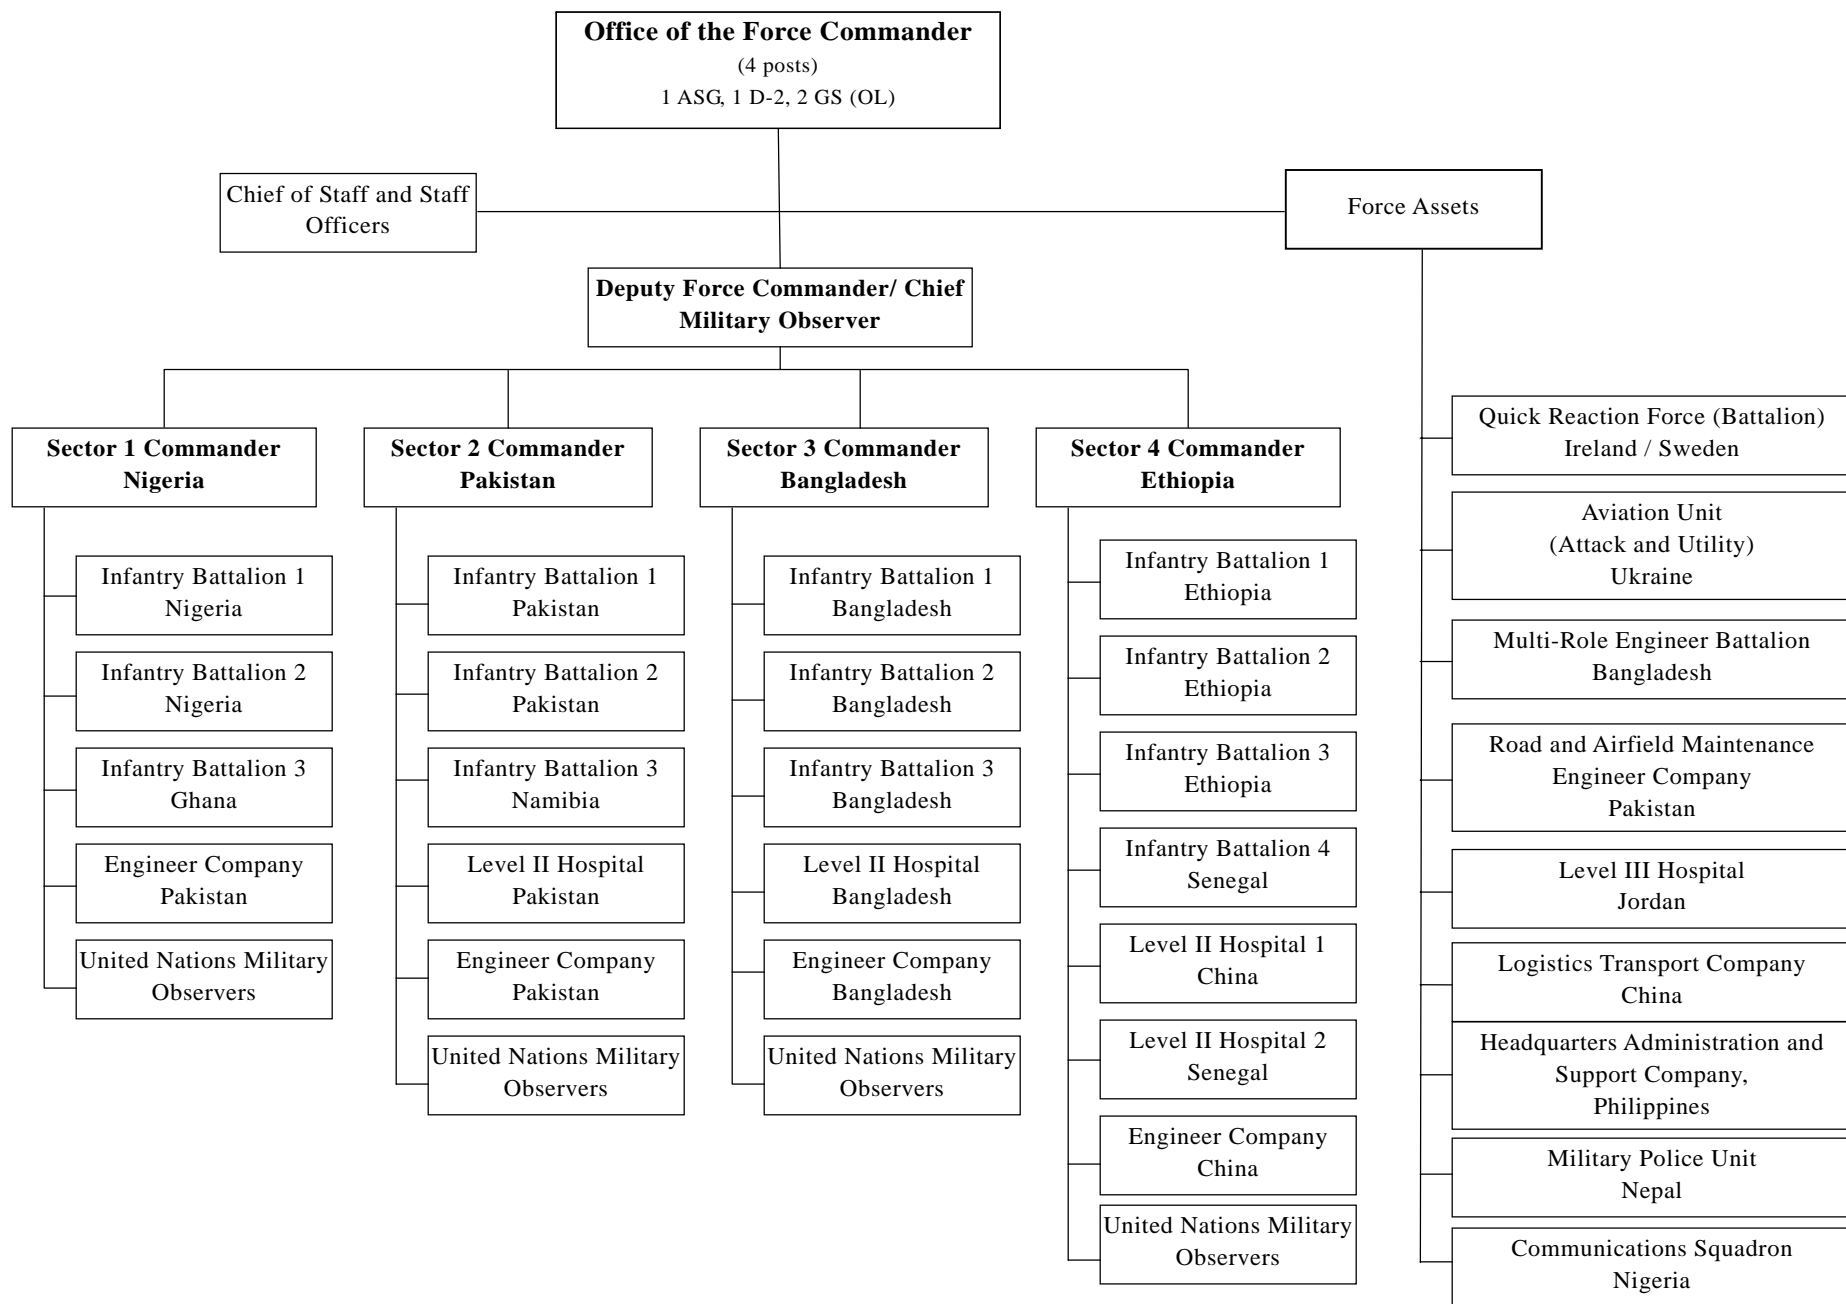 Office of the Force Commander
(4 posts)
1 ASG, 1 D-2, 2 GS (OL)
Chief of Staff and Staff
Officers
Force Assets
Deputy Force Commander/ Chief
Military Observer
Sector 1 Commander
Nigeria
Infantry Battalion 1
Nigeria
Infantry Battalion 2
Nigeria
Infantry Battalion 3
Ghana
Engineer Company
Pakistan
United Nations Military
Observers
Sector 2 Commander
Pakistan
Infantry Battalion 1
Pakistan
Infantry Battalion 2
Pakistan
Infantry Battalion 3
Namibia
Level II Hospital
Pakistan
Engineer Company
Pakistan
United Nations Military
Observers
Sector 3 Commander
Bangladesh
Infantry Battalion 1
Bangladesh
Infantry Battalion 2
Bangladesh
Infantry Battalion 3
Bangladesh
Level II Hospital
Bangladesh
Engineer Company
Bangladesh
United Nations Military
Observers
Sector 4 Commander
Ethiopia
Infantry Battalion 1
Ethiopia
Infantry Battalion 2
Ethiopia
Infantry Battalion 3
Ethiopia
Infantry Battalion 4
Senegal
Level II Hospital 1
China
Level II Hospital 2
Senegal
Engineer Company
China
United Nations Military
Observers
Quick Reaction Force (Battalion)
Ireland / Sweden
Aviation Unit
(Attack and Utility)
Ukraine
Multi-Role Engineer Battalion
Bangladesh
Road and Airfield Maintenance
Engineer Company
Pakistan
Level III Hospital
Jordan
Logistics Transport Company
China
Headquarters Administration and
Support Company,
Philippines
Military Police Unit
Nepal
Communications Squadron
Nigeria